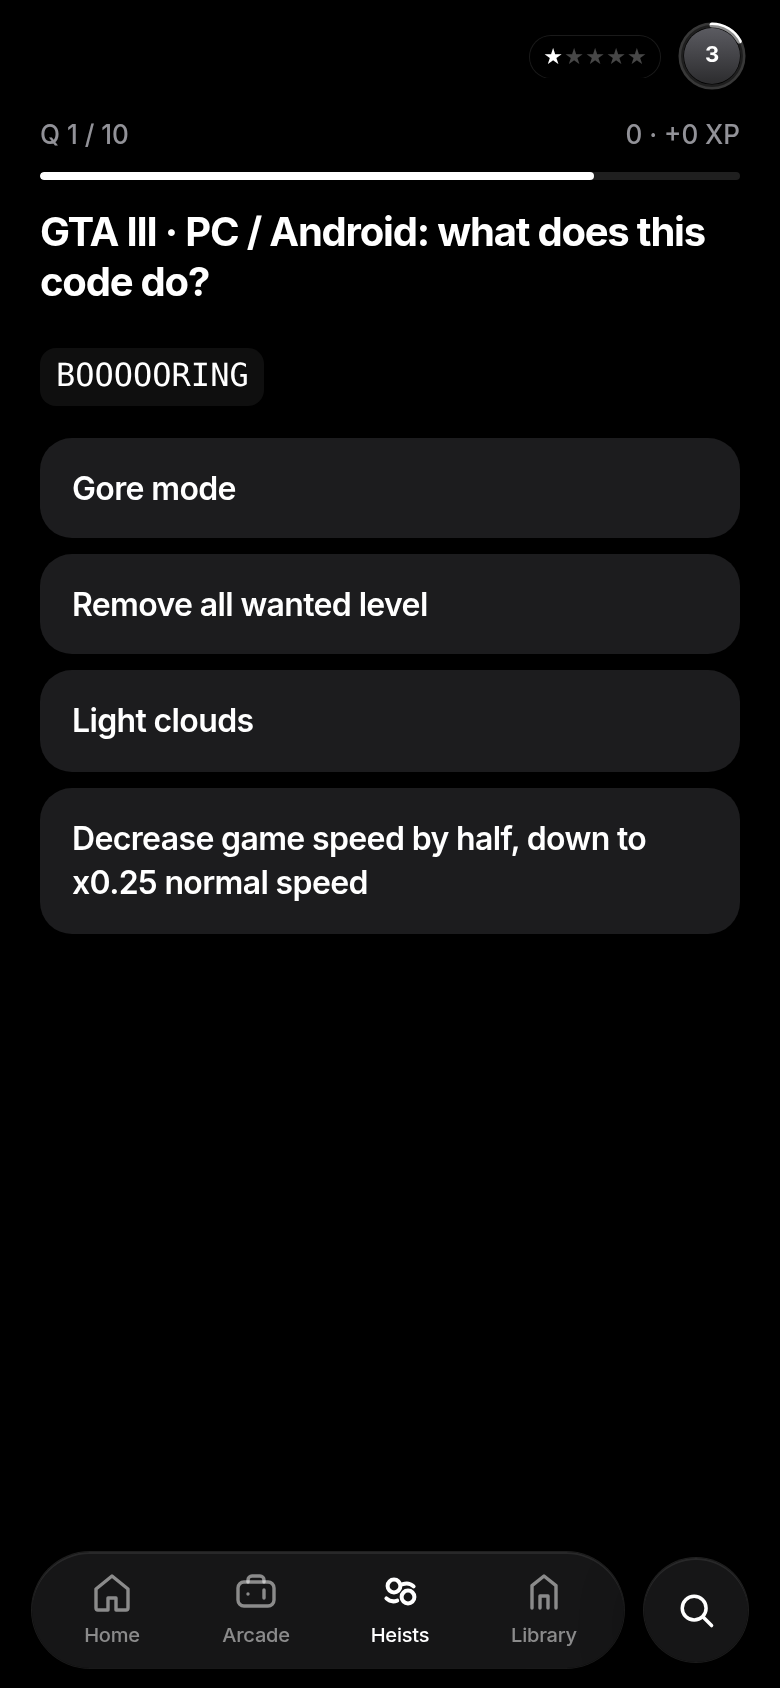 ★★★★★
3
Q 1 / 10
0 · +0 XP
GTA III · PC / Android: what does this
code do?
BOOOOORING
Gore mode
Remove all wanted level
Light clouds
Decrease game speed by half, down to
x0.25 normal speed
Home
Arcade
Heists
Library